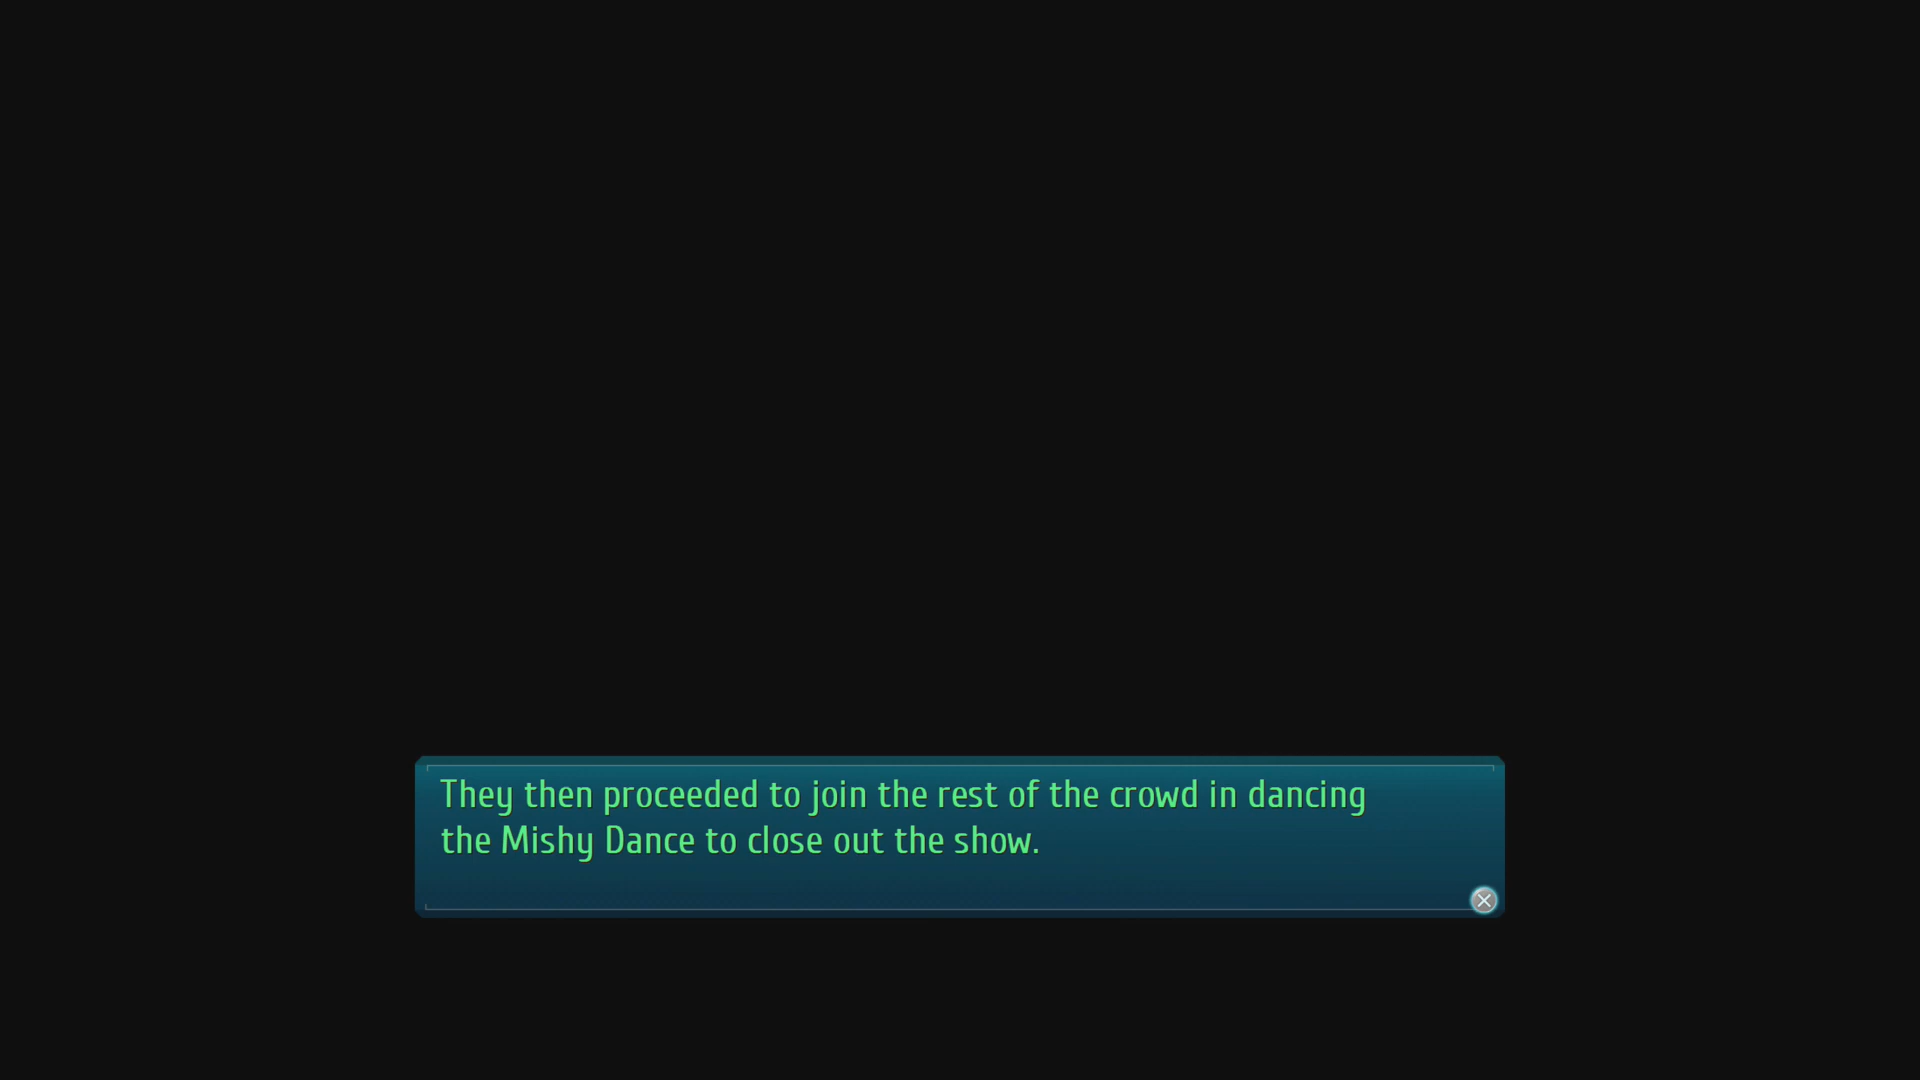 They then proceeded to join the rest of the crowd in dancing
the Mishy Dance to close out the show.